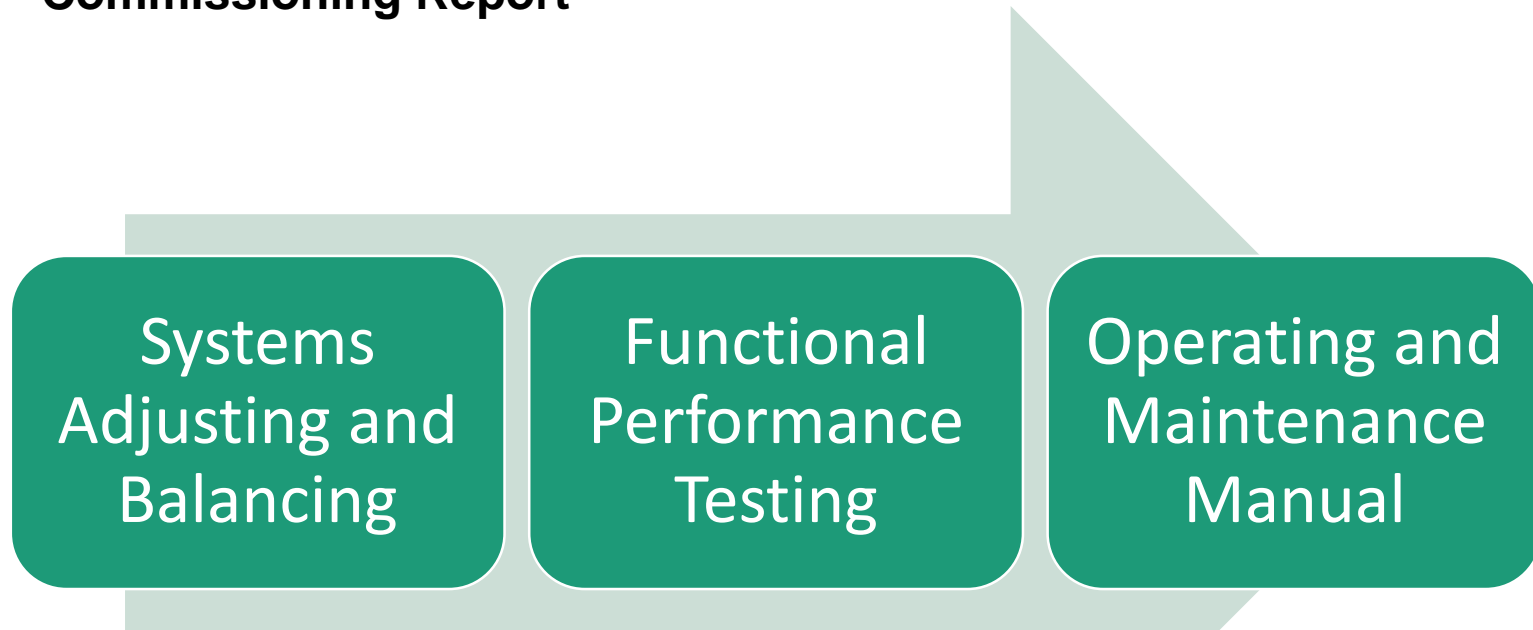 Commissioning Report
Systems
Adjusting and
Balancing
Functional
Performance
Testing
Operating and
Maintenance
Manual